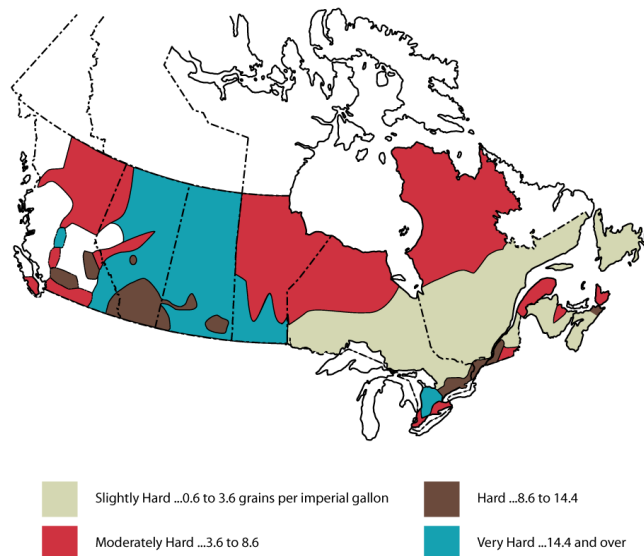 Slightly Hard ...0.6 to 3.6 grains per imperial gallon
Hard ...8.6 to 14.4
Moderately Hard ...3.6 to 8.6
Very Hard ...14.4 and over